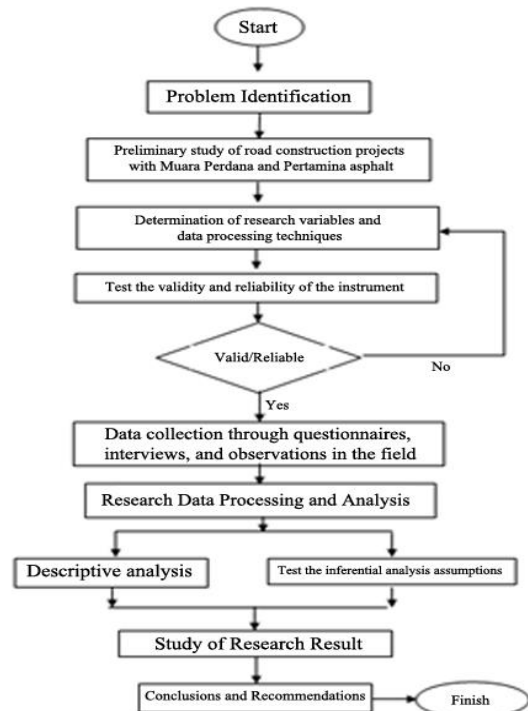 Start
Problem Identification
Preliminary study of road construction projects
with Muara Perdana and Pertamina asphalt
Determination of research variables and
data processing techniques
Test the validity and reliability of the instrument
Valid/Reliable
No
Yes
Data collection through questionnaires,
interviews, and observations in the field
Research Data Processing and Analysis
Descriptive analysis
Test the inferential analysis assumptions
Study of Research Result
Conclusions and Recommendations
Finish